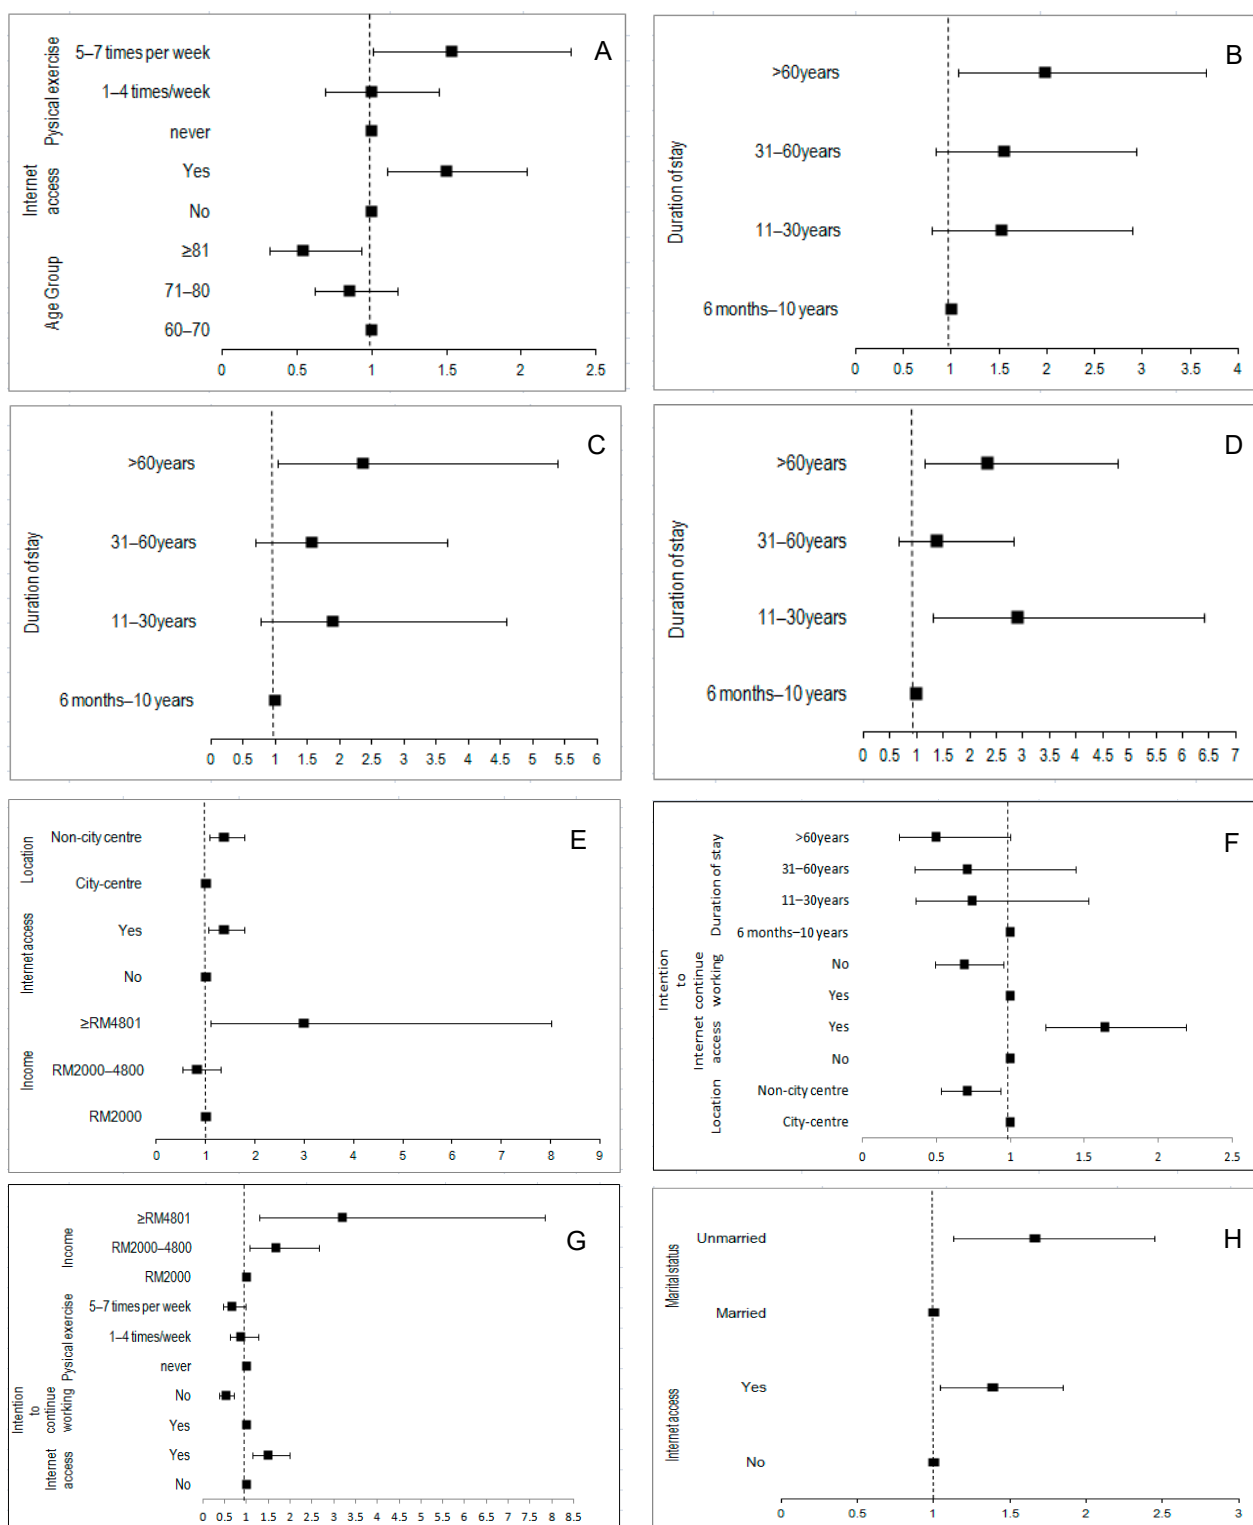 A
Pysical exercise
5–7 times per week
1–4 times/week
never
Internet
access
Yes
No
Age Group
≥81
71–80
60–70
0 0.5 1 1.5 2 2.5
B
Duration of stay
>60years
31–60years
11–30years
6 months–10 years
0 0.5 1 1.5 2 2.5 3 3.5 4
C
Duration of stay
>60years
31–60years
11–30years
6 months–10 years
0 0.5 1 1.5 2 2.5 3 3.5 4 4.5 5 5.5 6
D
Duration of stay
>60years
31–60years
11–30years
6 months–10 years
0 0.5 1 1.5 2 2.5 3 3.5 4 4.5 5 5.5 6 6.5 7
E
Location
Non-city centre
City-centre
Internet access
Yes
No
Income
≥RM4801
RM2000–4800
RM2000
0 1 2 3 4 5 6 7 8 9
F
Duration of stay
>60years
31–60years
11–30years
6 months–10 years
Intention
to
continue
working
No
Yes
Internet
access
Yes
No
Location
Non-city centre
City-centre
0 0.5 1 1.5 2 2.5
G
Income
≥RM4801
RM2000–4800
RM2000
Pysical exercise
5–7 times per week
1–4 times/week
never
Intention
to
continue
working
No
Yes
Internet
access
Yes
No
0 0.5 1 1.5 2 2.5 3 3.5 4 4.5 5 5.5 6 6.5 7 7.5 8 8.5
H
Marital status
Unmarried
Married
Internet access
Yes
No
0 0.5 1 1.5 2 2.5 3